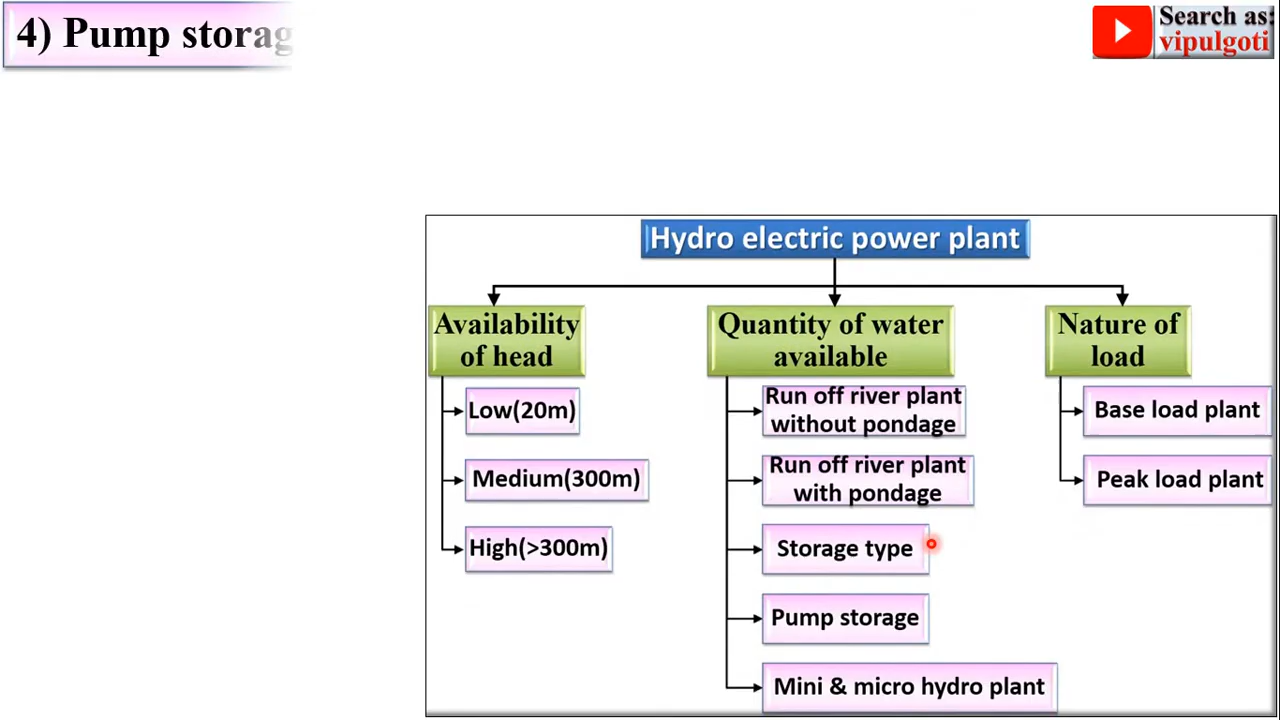 4) Pump storag
Search as:
vipulgoti
Hydro electric power plant
Availability
of head
Quantity of water
available
Nature of
load
Low(20m)
Medium(300m)
High(>300m)
Run off river plant
without pondage
Run off river plant
with pondage
Storage type
Pump storage
Mini & micro hydro plant
Base load plant
Peak load plant